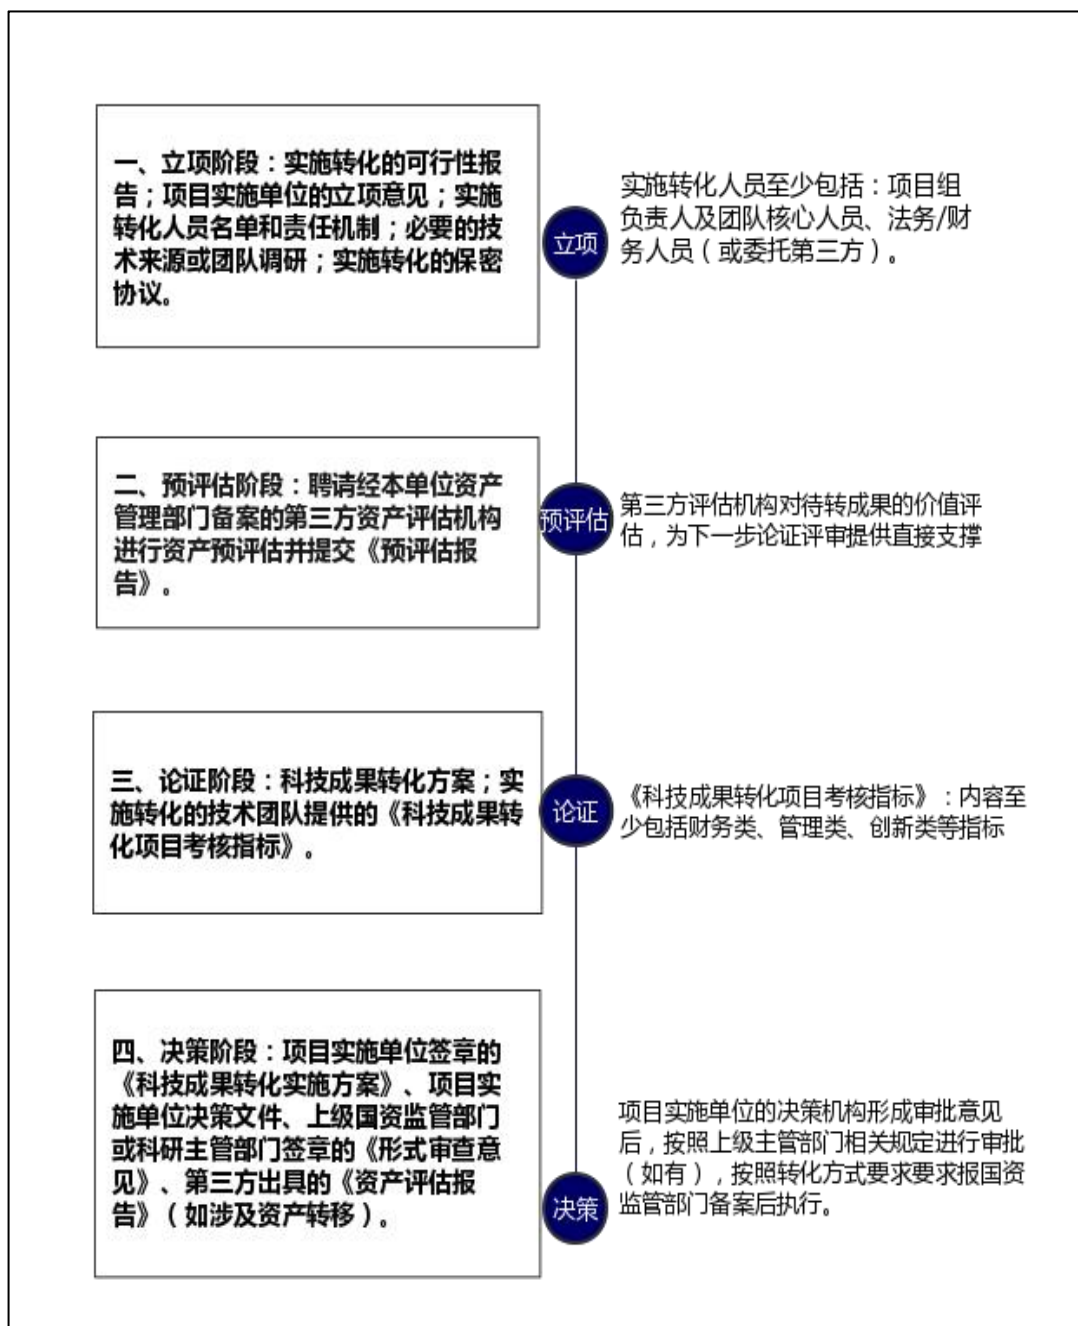 一、立项阶段：实施转化的可行性报
告；项目实施单位的立项意见；实施
转化人员名单和责任机制；必要的技
术来源或团队调研；实施转化的保密
协议。
立项
实施转化人员至少包括：项目组
负责人及团队核心人员、法务/财
务人员（或委托第三方）。
二、预评估阶段：聘请经本单位资产
管理部门备案的第三方资产评估机构
进行资产预评估并提交《预评估报
告》。
预评估
第三方评估机构对待转成果的价值评
估，为下一步论证评审提供直接支撑
三、论证阶段：科技成果转化方案；实
施转化的技术团队提供的《科技成果转
化项目考核指标》。
论证
《科技成果转化项目考核指标》：内容至
少包括财务类、管理类、创新类等指标
四、决策阶段：项目实施单位签章的
《科技成果转化实施方案》、项目实
施单位决策文件、上级国资监管部门
或科研主管部门签章的《形式审查意
见》、第三方出具的《资产评估报
告》（如涉及资产转移）。
决策
项目实施单位的决策机构形成审批意见
后，按照上级主管部门相关规定进行审批
（如有），按照转化方式要求要求报国资
监管部门备案后执行。